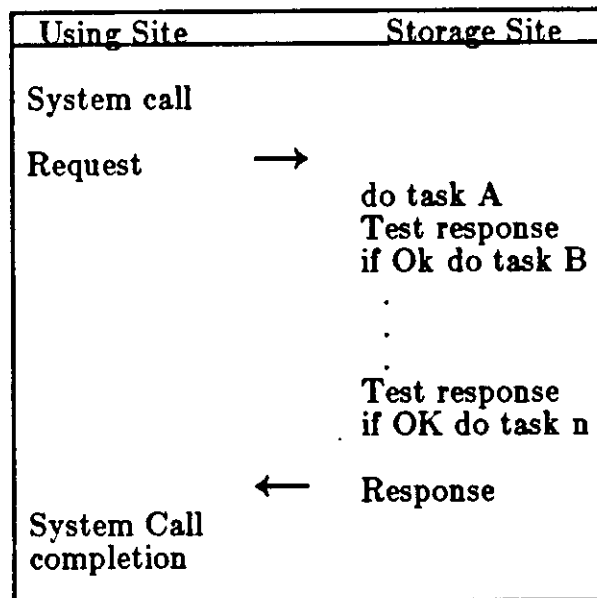 Using Site Storage Site
System call
Request →
do task A
Test response
if Ok do task B
.
.
.
Test response
if OK do task n
← Response
System Call
completion